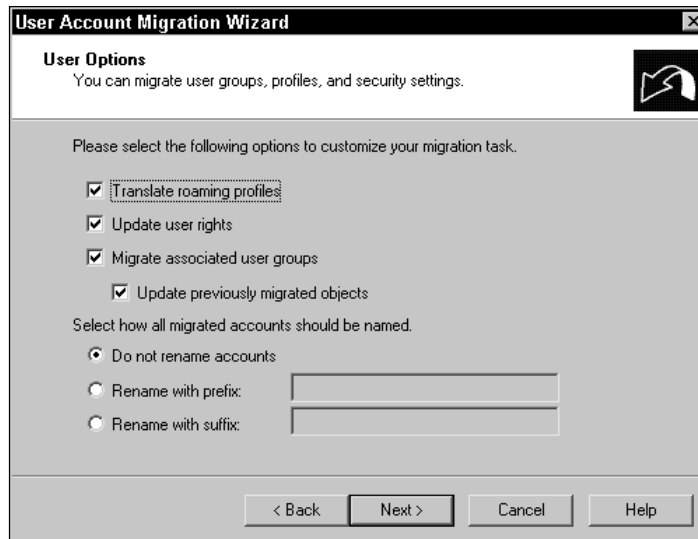 User Account Migration Wizard
User Options
You can migrate user groups, profiles, and security settings.
Please select the following options to customize your migration task.
Translate roaming profiles
Update user rights
Migrate associated user groups
Update previously migrated objects
Select how all migrated accounts should be named.
Do not rename accounts
Rename with prefix:
Rename with suffix:
< Back Next > Cancel Help